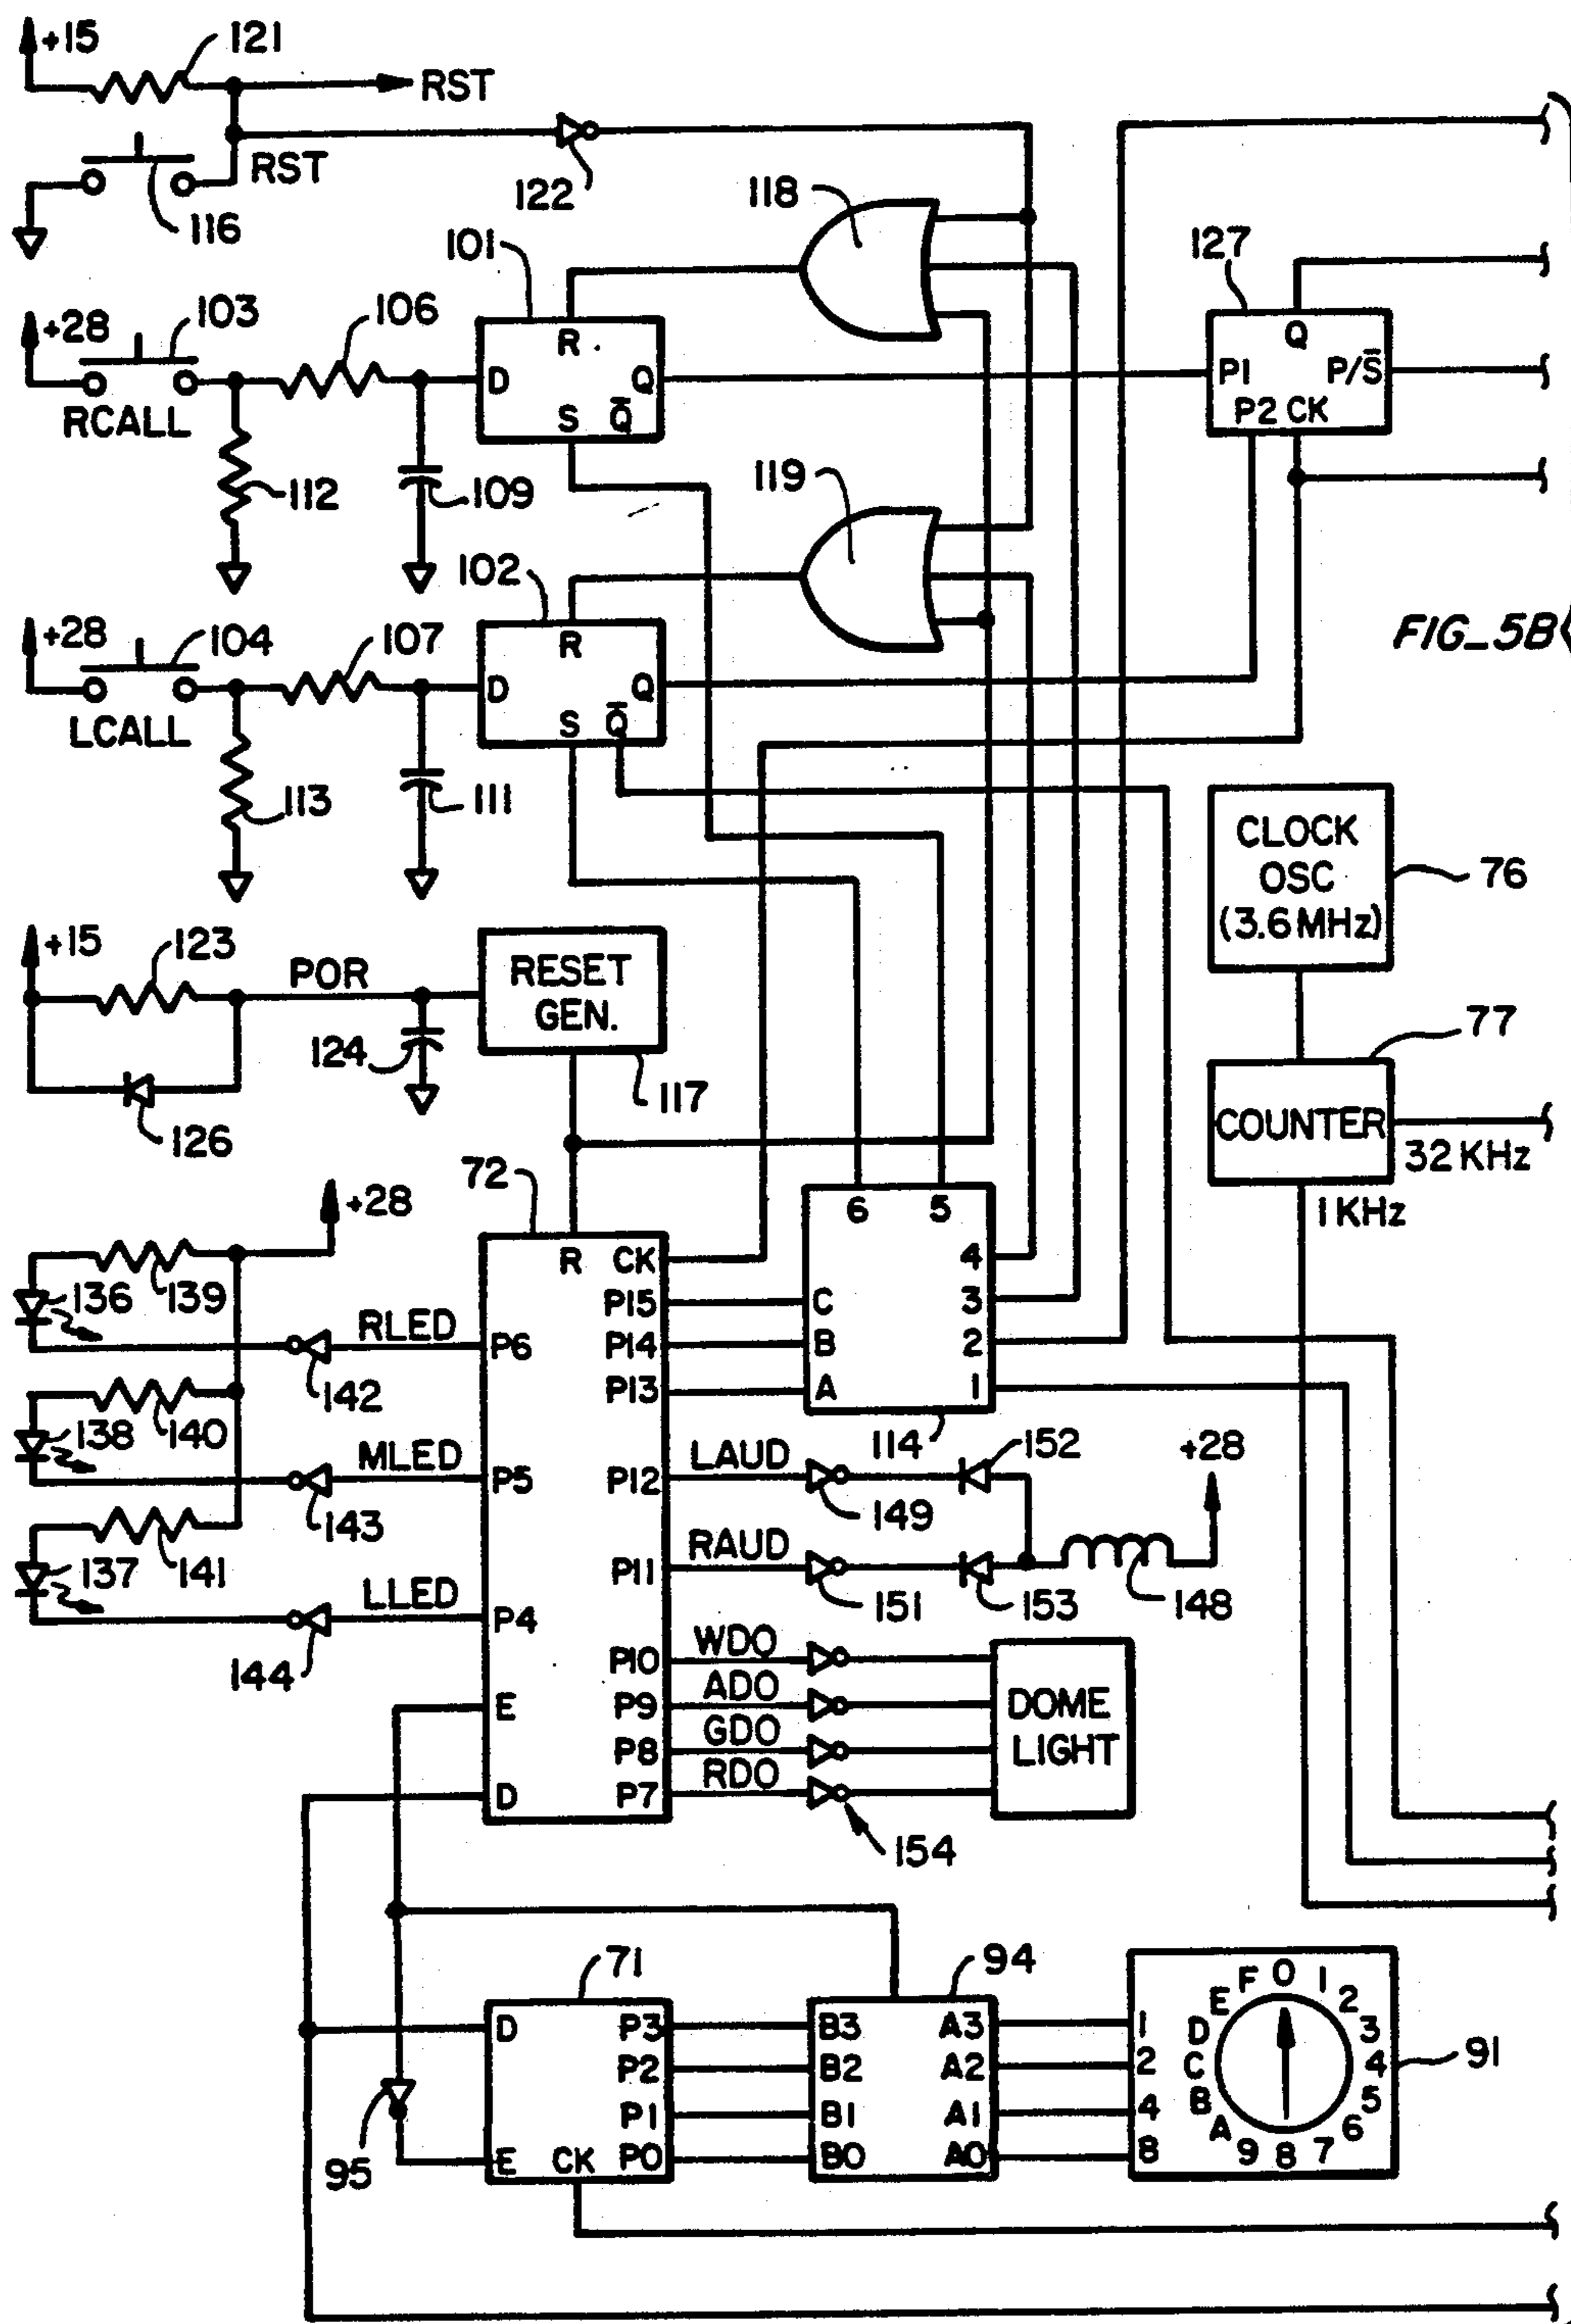 +15
121
RST
RST
122
116
118
101
127
+28
103
106
R
D
Q
S
Q̄
RCALL
112
109
Q
P1
P/S̄
P2
CK
119
102
+28
104
107
R
D
Q
S
Q̄
LCALL
113
111
FIG_5B
CLOCK
OSC
(3.6 MHz)
76
+15
123
POR
RESET
GEN.
124
117
126
77
COUNTER
32 KHz
1 KHz
72
+28
136
139
RLED
142
138
140
MLED
143
137
141
LLED
144
R
CK
P15
P14
P13
P12
P11
P10
P9
P8
P7
P6
P5
P4
E
D
6
5
C
B
A
4
3
2
1
114
LAUD
149
152
+28
RAUD
151
153
148
WDO
ADO
GDO
RDO
DOME
LIGHT
154
71
D
P3
P2
P1
P0
E
CK
95
94
B3
B2
B1
B0
A3
A2
A1
A0
1
2
4
8
F 0 1
E 2
D 3
C 4
B 5
A 6
9 8 7
91